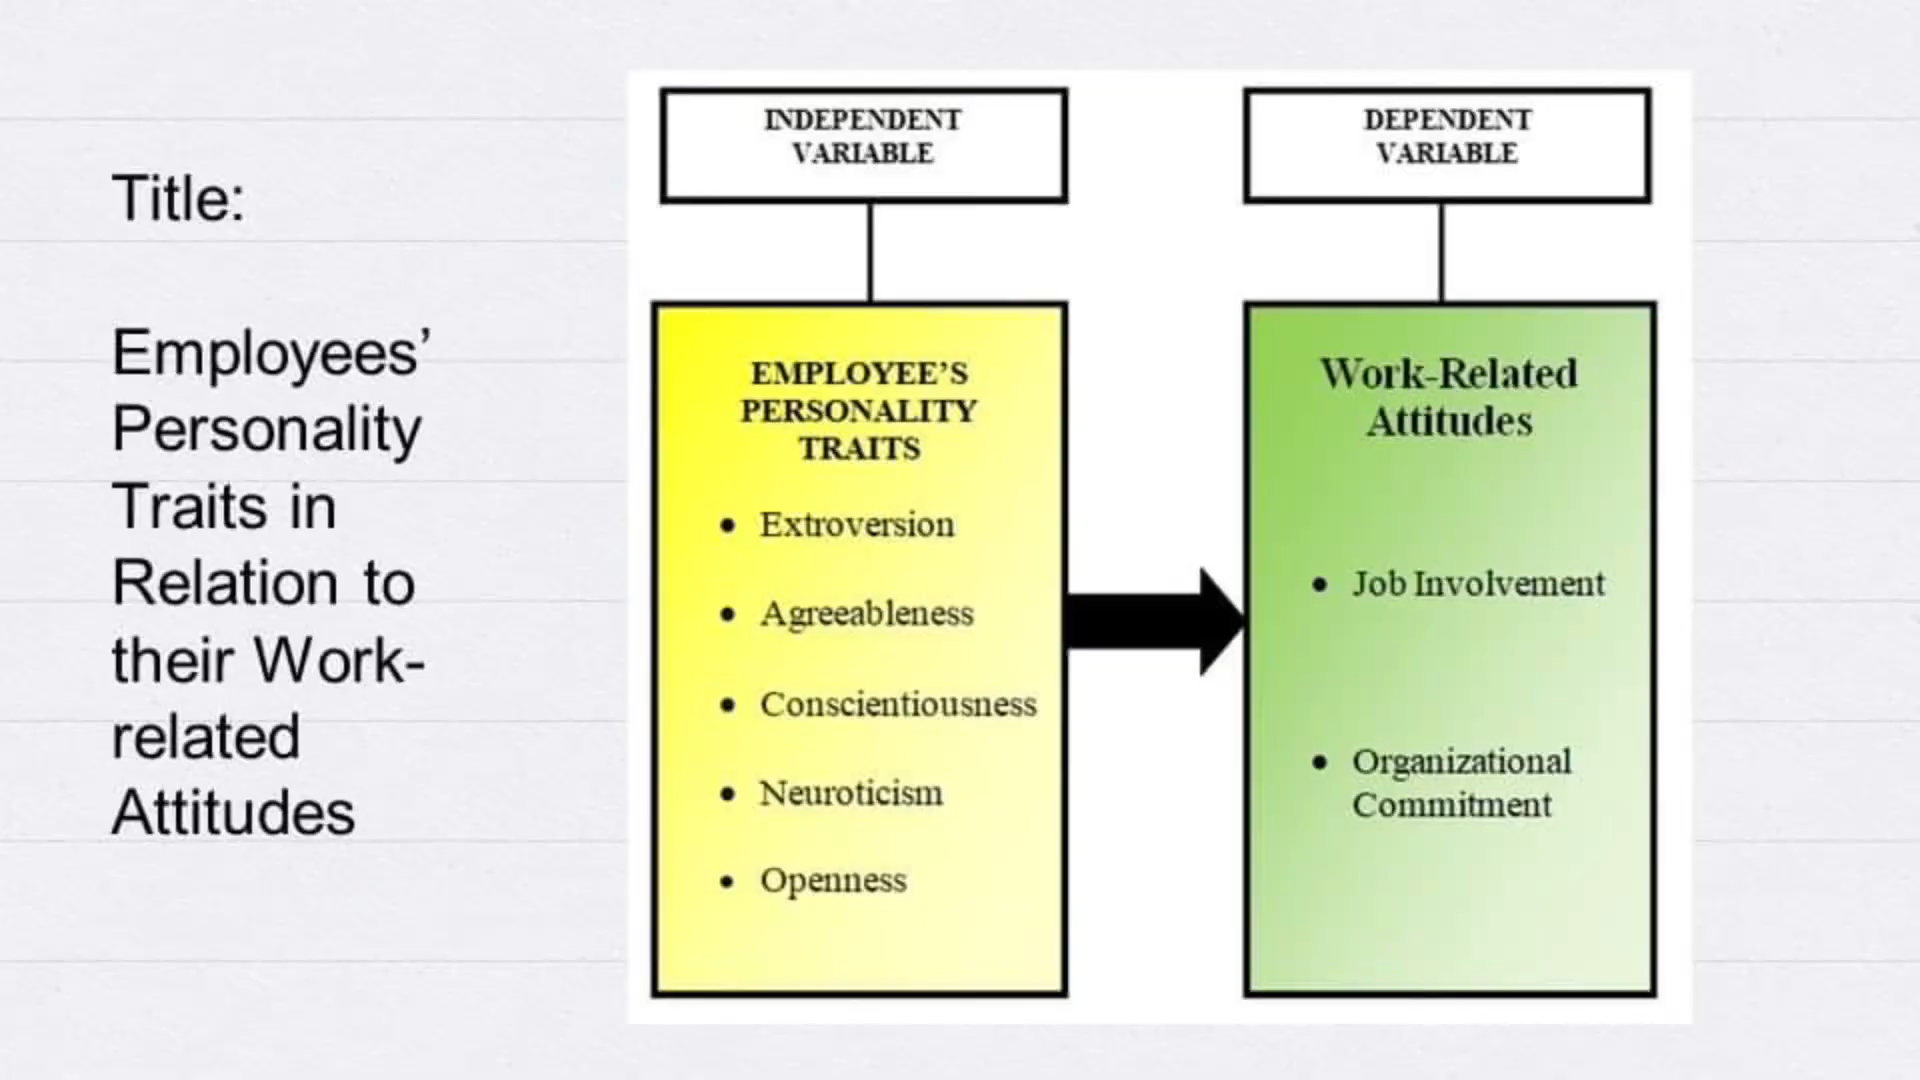 Title:
Employees’
Personality
Traits in
Relation to
their Work-
related
Attitudes
INDEPENDENT
VARIABLE
EMPLOYEE’S
PERSONALITY
TRAITS
• Extroversion
• Agreeableness
• Conscientiousness
• Neuroticism
• Openness
DEPENDENT
VARIABLE
Work-Related
Attitudes
• Job Involvement
• Organizational
Commitment